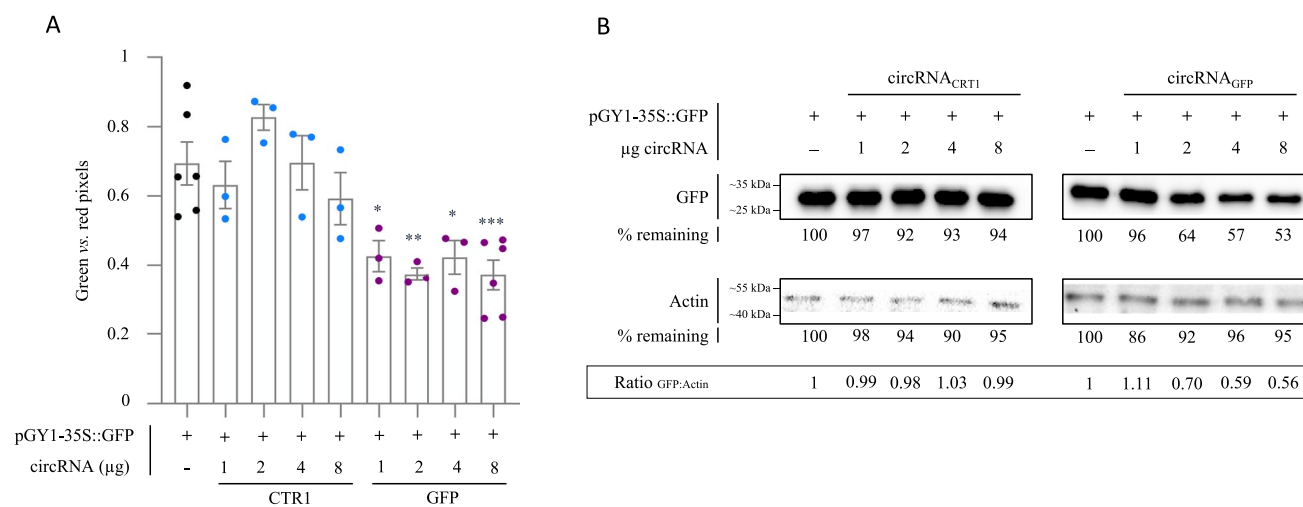 A
1
0.8
0.6
0.4
0.2
0
Green vs. red pixels
* ** * ***
pGY1-35S::GFP + + + + + + + + +
circRNA (µg) - 1 2 4 8 1 2 4 8
CTR1 GFP
B
circRNA CRT1 circRNA GFP
pGY1-35S::GFP + + + + + + + + + +
µg circRNA – 1 2 4 8 – 1 2 4 8
~35 kDa
GFP
~25 kDa
% remaining 100 97 92 93 94 100 96 64 57 53
~55 kDa
Actin
~40 kDa
% remaining 100 98 94 90 95 100 86 92 96 95
Ratio GFP:Actin 1 0.99 0.98 1.03 0.99 1 1.11 0.70 0.59 0.56